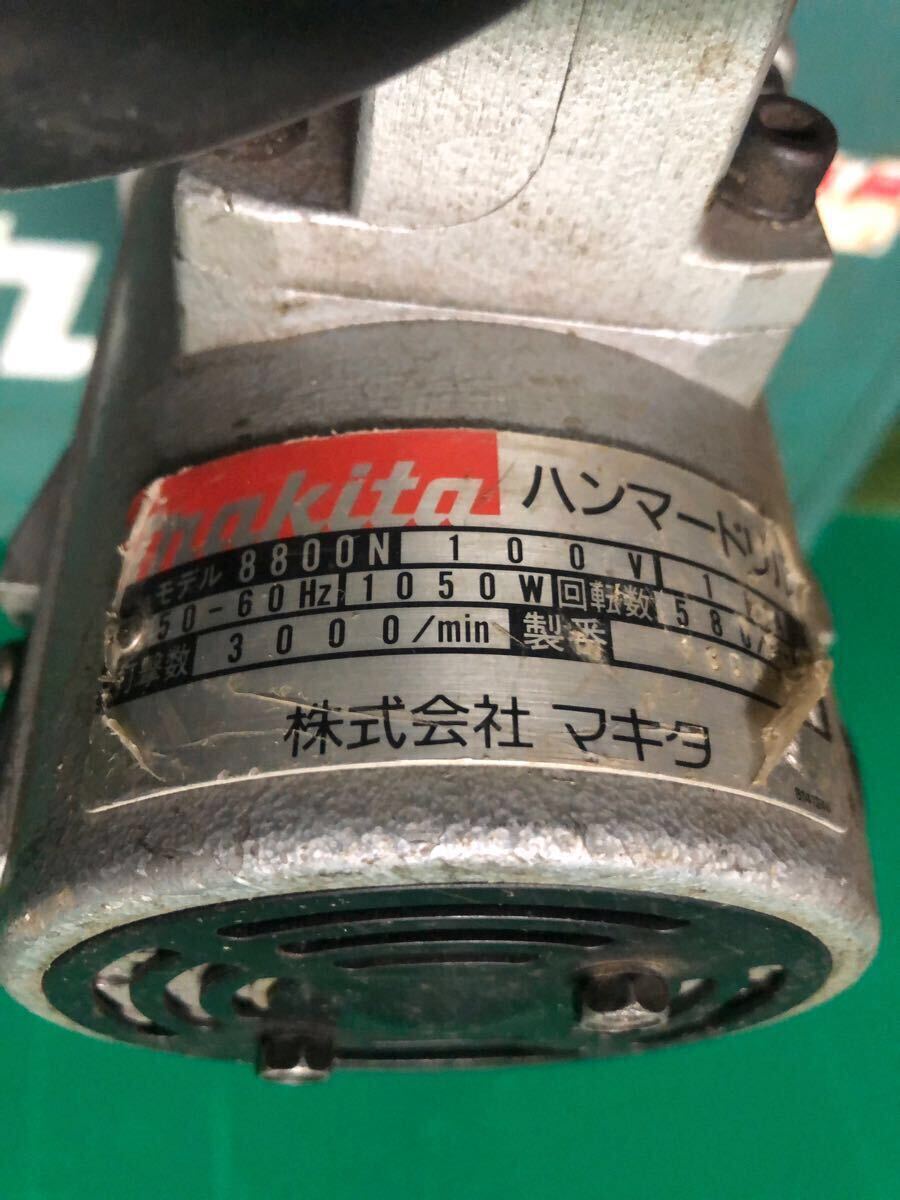 makita ハンマードリル
モデル 8800N 100V
50-60Hz 1050W 回転数 580/
打撃数 3000/min 製番
株式会社 マキタ